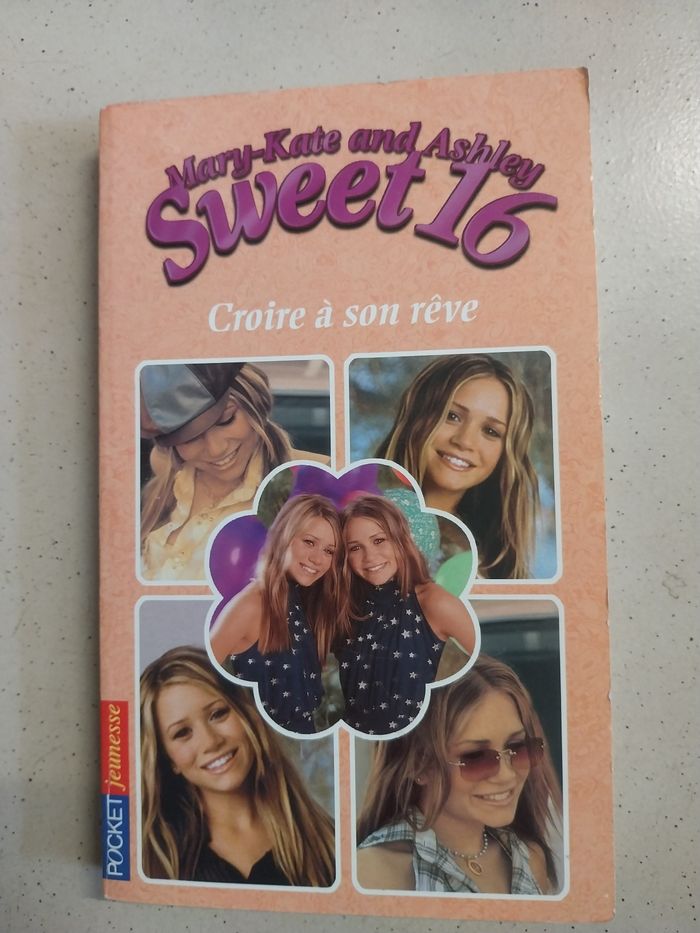 Mary-Kate and Ashley
Sweet 16
Croire à son rêve
POCKET jeunesse